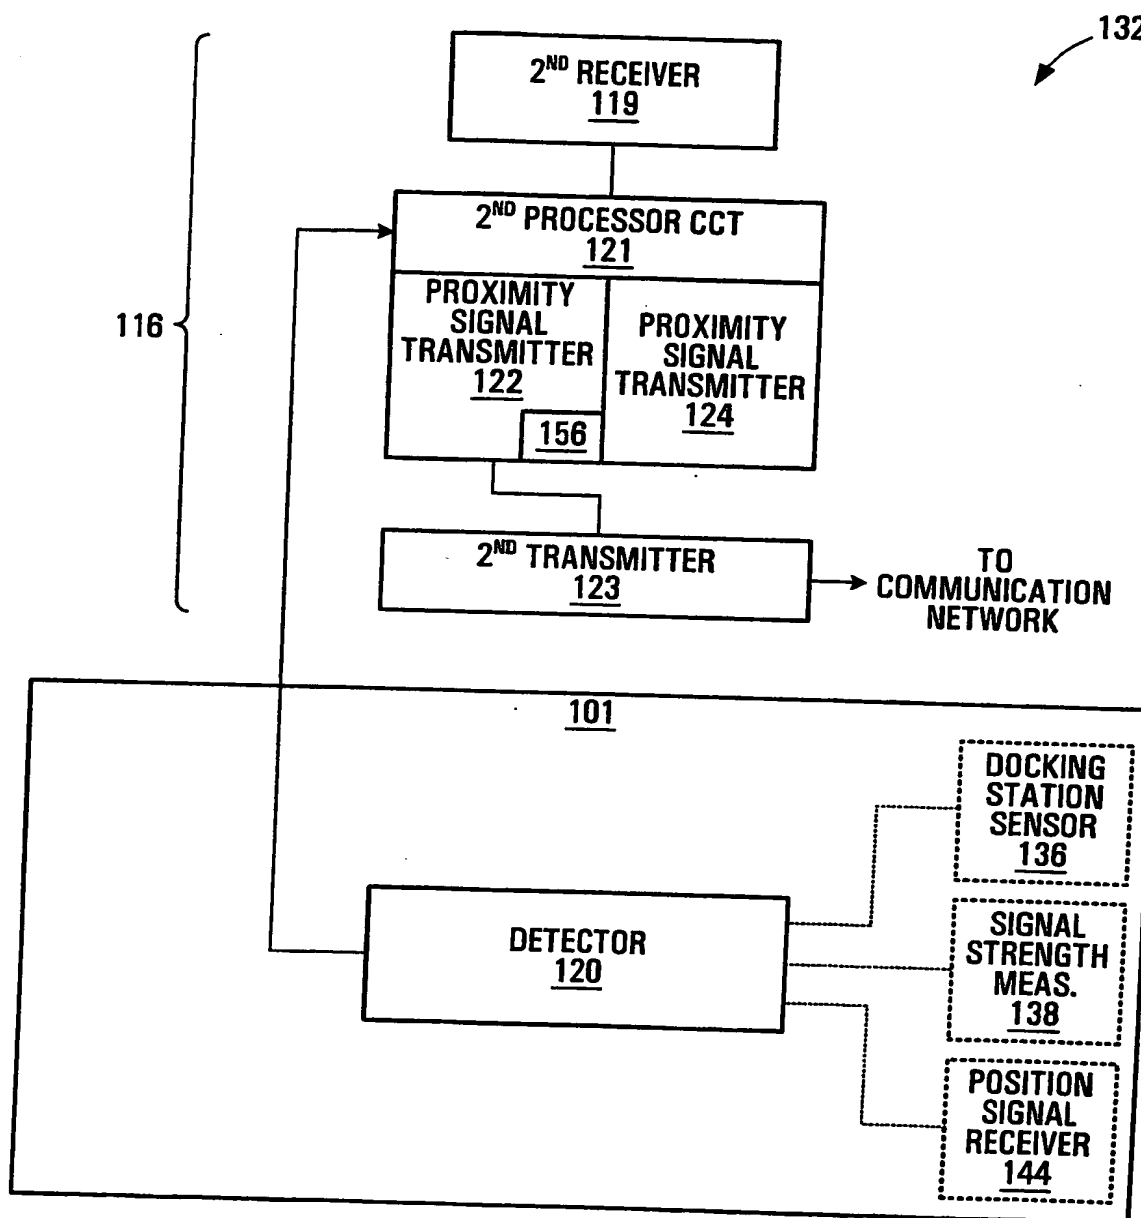 132
2ND RECEIVER
119
2ND PROCESSOR CCT
121
PROXIMITY
SIGNAL
TRANSMITTER
122
156
PROXIMITY
SIGNAL
TRANSMITTER
124
116
2ND TRANSMITTER
123
TO
COMMUNICATION
NETWORK
101
DOCKING
STATION
SENSOR
136
DETECTOR
120
SIGNAL
STRENGTH
MEAS.
138
POSITION
SIGNAL
RECEIVER
144